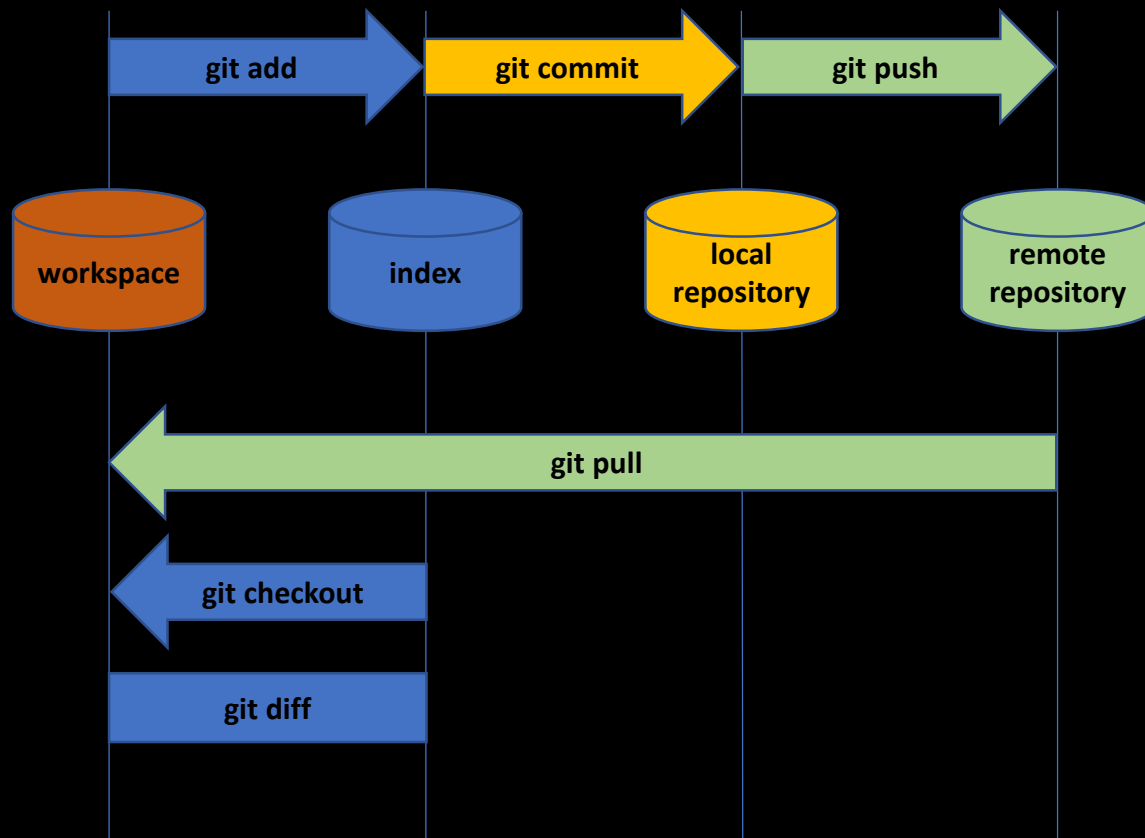 git add
git commit
git push
workspace
index
local
repository
remote
repository
git pull
git checkout
git diff